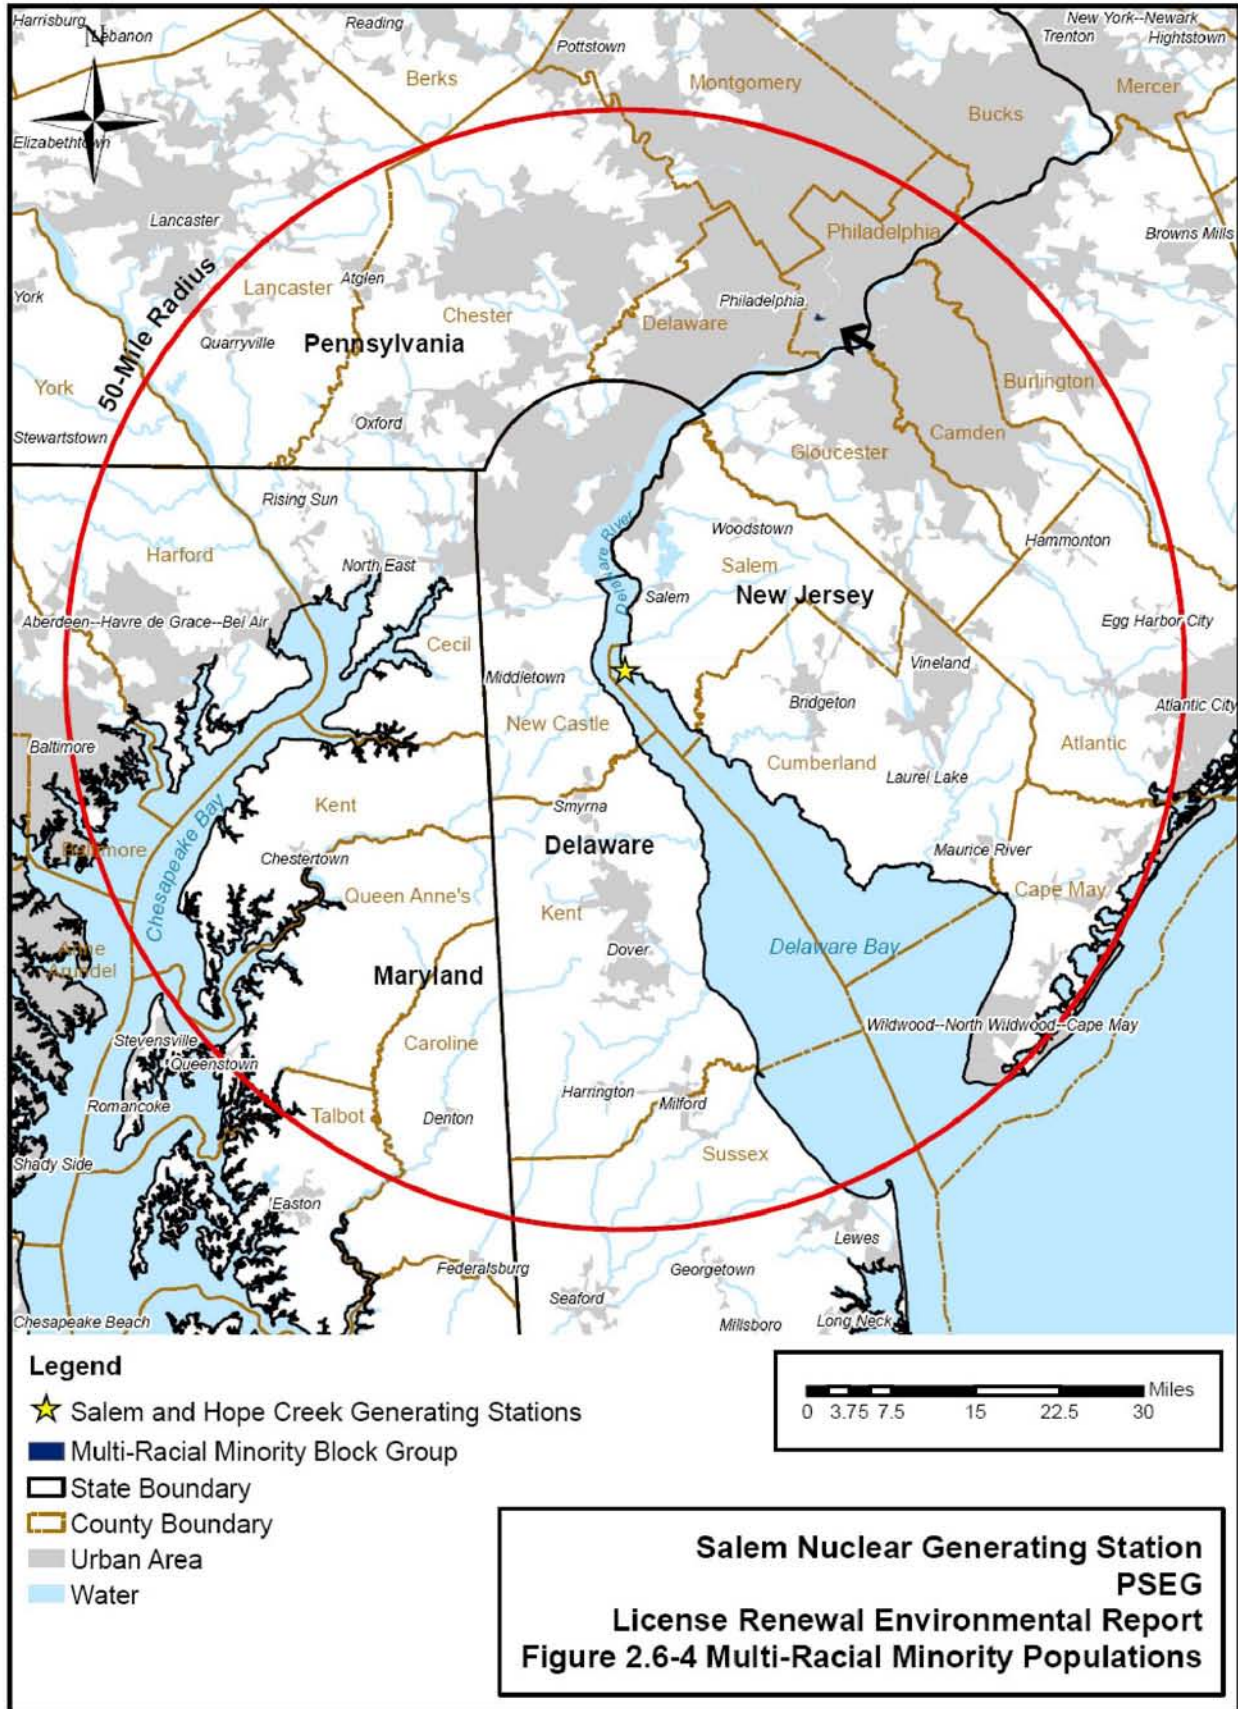 Harrisburg
N
Lebanon
Reading
Pottstown
New York--Newark
Trenton
Hightstown
Berks
Montgomery
Mercer
Bucks
Elizabethtown
Lancaster
Philadelphia
Browns Mills
50-Mile Radius
York
Lancaster
Atglen
Chester
Philadelphia
Delaware
Quarryville
Pennsylvania
York
Burlington
Oxford
Stewartstown
Camden
Gloucester
Rising Sun
Woodstown
Hammonton
Harford
North East
Delaware River
Salem
Salem
New Jersey
Aberdeen--Havre de Grace--Bel Air
Egg Harbor City
Cecil
Vineland
Middletown
Bridgeton
Atlantic City
New Castle
Baltimore
Atlantic
Cumberland
Laurel Lake
Kent
Smyrna
Chesapeake Bay
Baltimore
Delaware
Maurice River
Chestertown
Queen Anne's
Cape May
Kent
Anne
Arundel
Dover
Delaware Bay
Maryland
Wildwood--North Wildwood--Cape May
Stevensville
Caroline
Queenstown
Romancoke
Talbot
Denton
Harrington
Milford
Shady Side
Sussex
Easton
Lewes
Federalsburg
Georgetown
Seaford
Chesapeake Beach
Millsboro
Long Neck
Legend
Salem and Hope Creek Generating Stations
Multi-Racial Minority Block Group
State Boundary
County Boundary
Urban Area
Water
Miles
0 3.75 7.5 15 22.5 30
Salem Nuclear Generating Station
PSEG
License Renewal Environmental Report
Figure 2.6-4 Multi-Racial Minority Populations